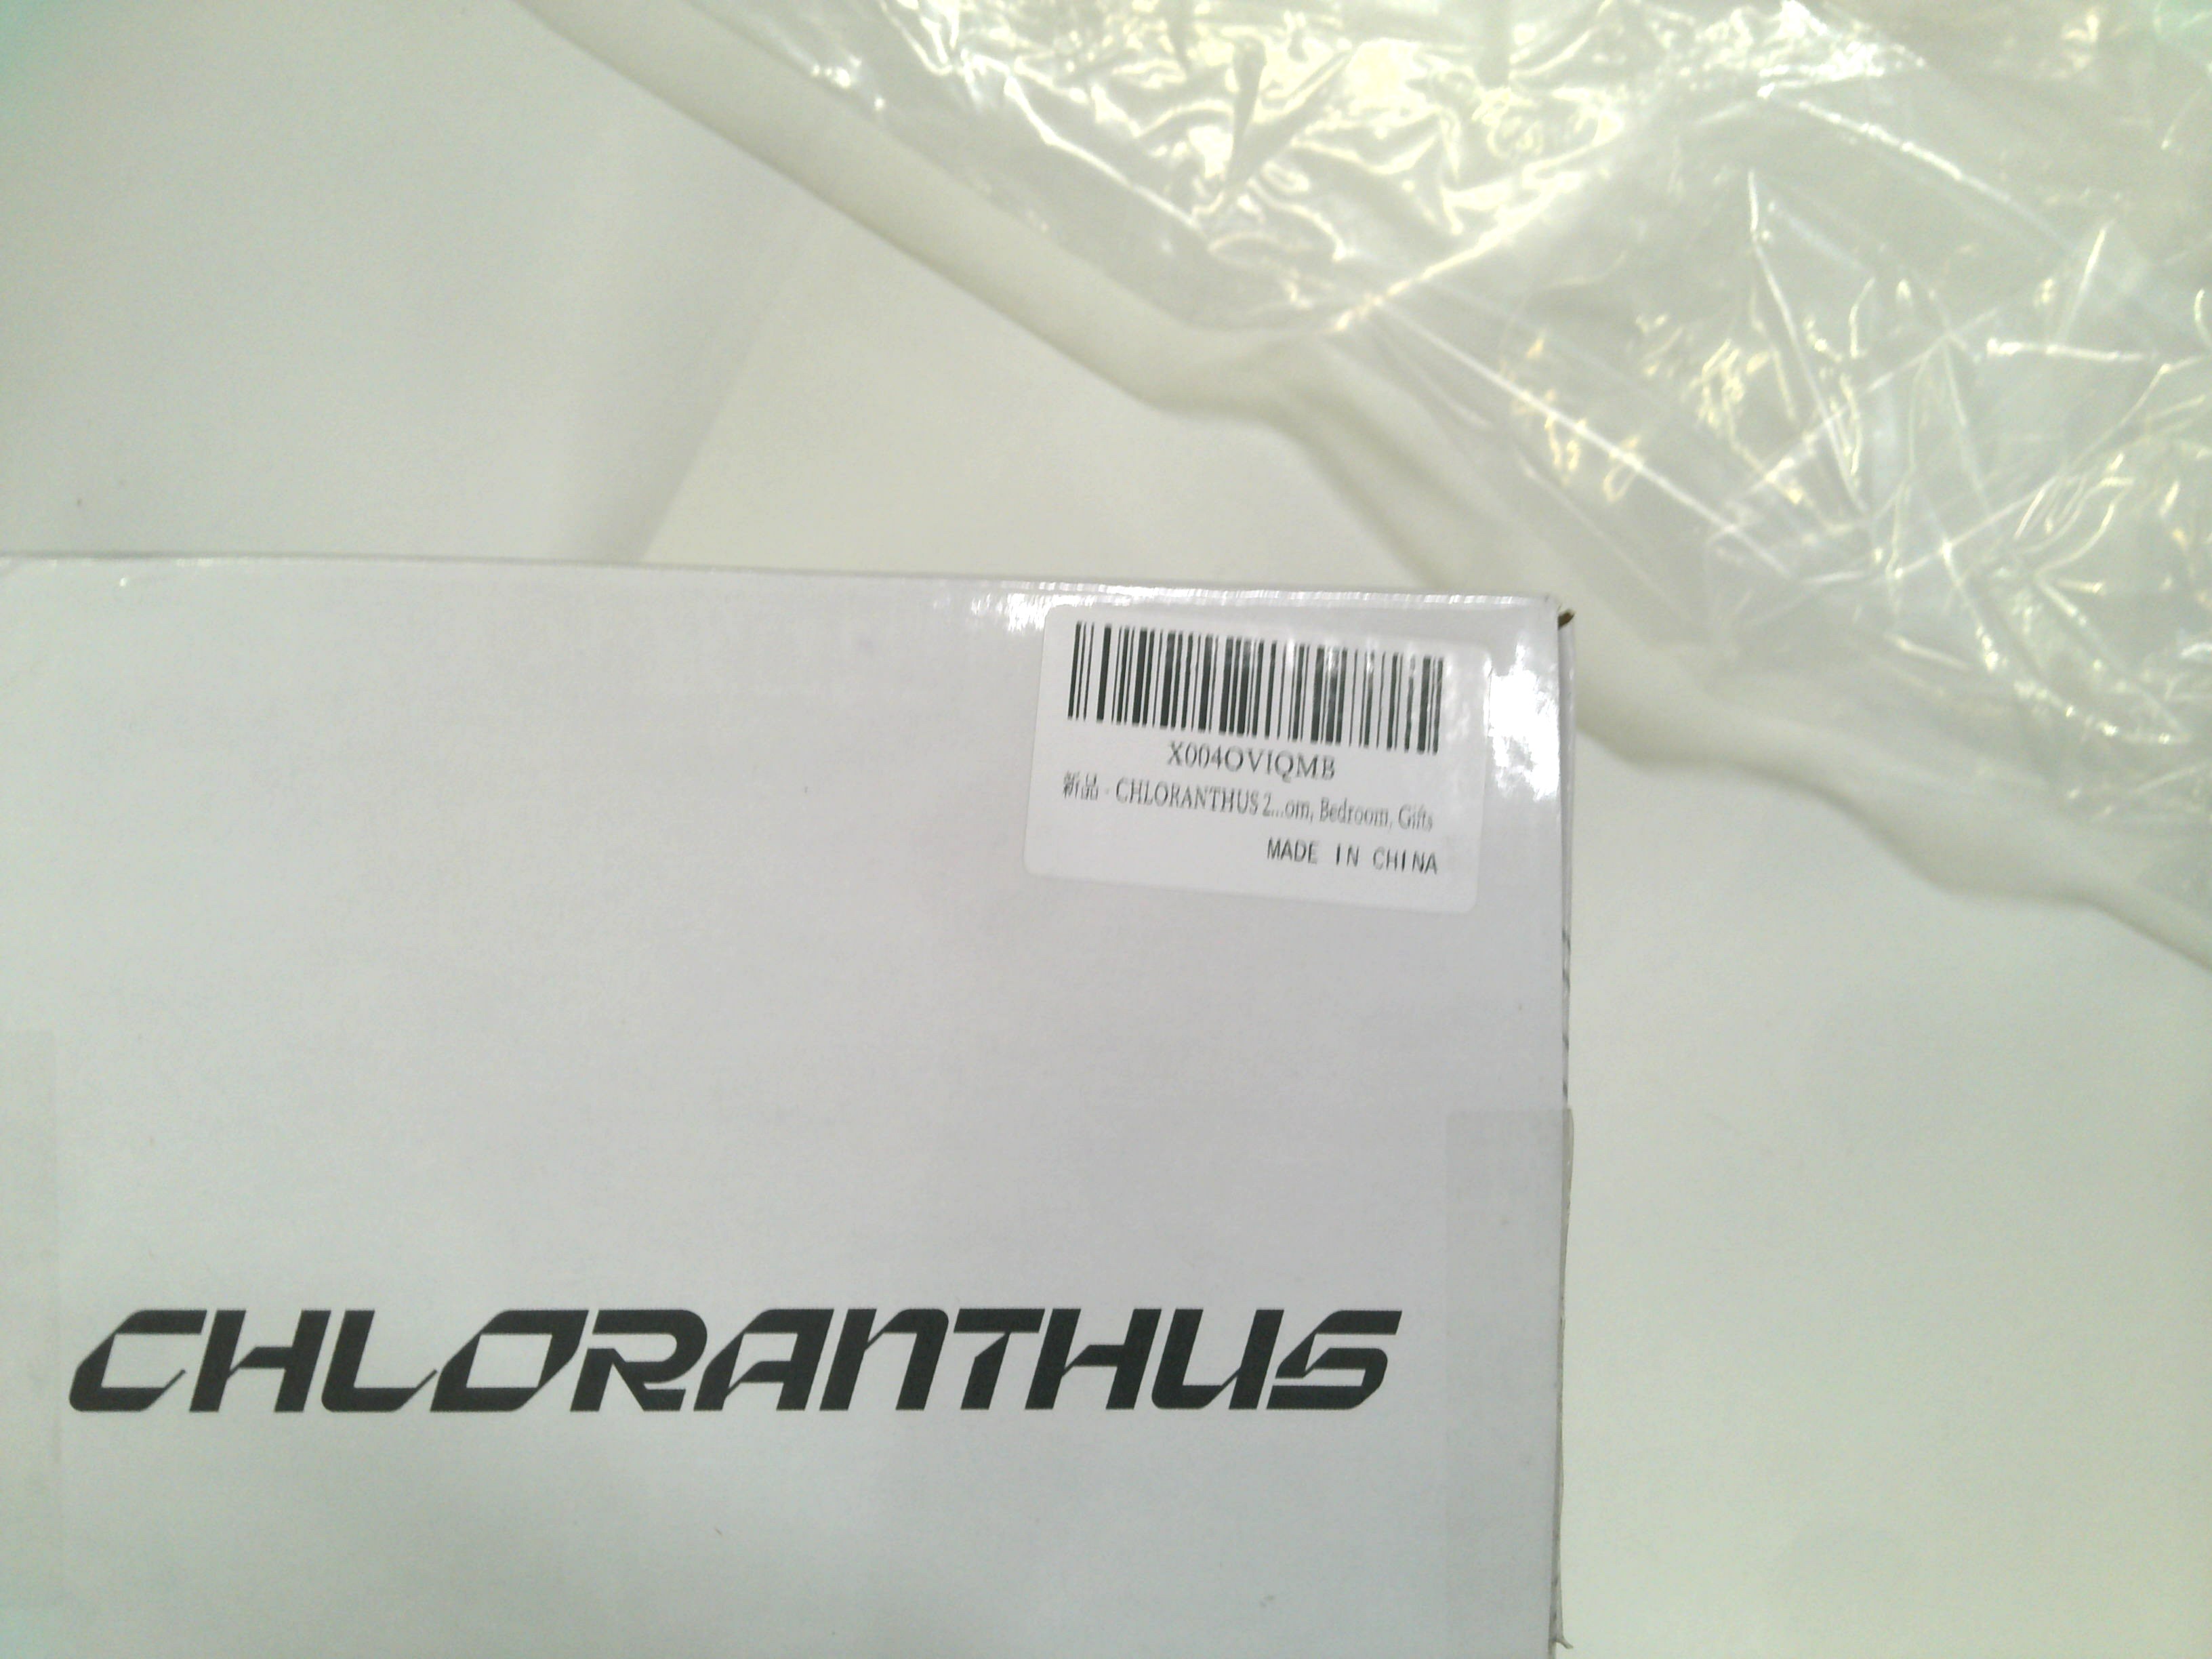 X004OVIQMB
新品 - CHLORANTHUS 2...om, Bedroom, Gifts
MADE IN CHINA
CHLORANTHUS